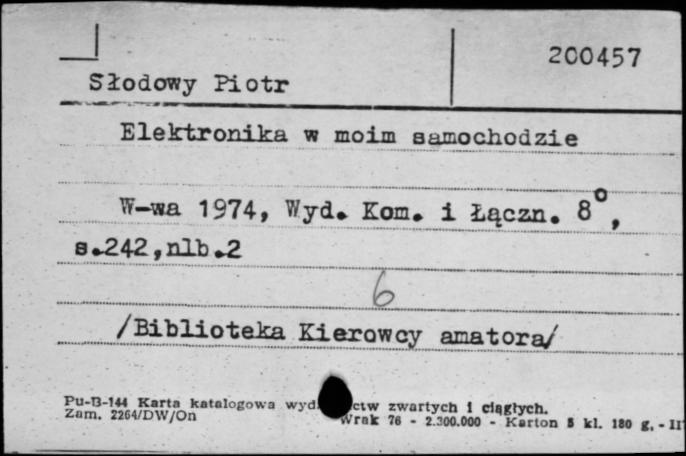 200457
Słodowy Piotr
Elektronika w moim samochodzie
W-wa 1974, Wyd. Kom. i Łączn. 8°,
s.242,nlb.2
6
/Biblioteka Kierowcy amatora/
Pu-B-144 Karta katalogowa zwartych i ciągłych.
Zam. 2264/DW/On
Wrak 76 - 2.300.000 - Karton 5 kl. 180 g. -